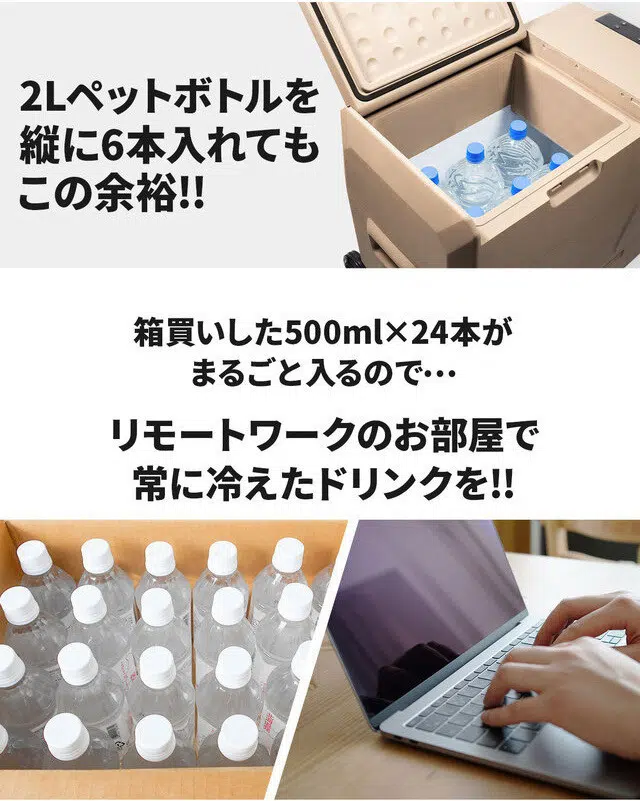 2Lペットボトルを
縦に6本入れても
この余裕!!
箱買いした500ml×24本が
まるごと入るので…
リモートワークのお部屋で
常に冷えたドリンクを!!